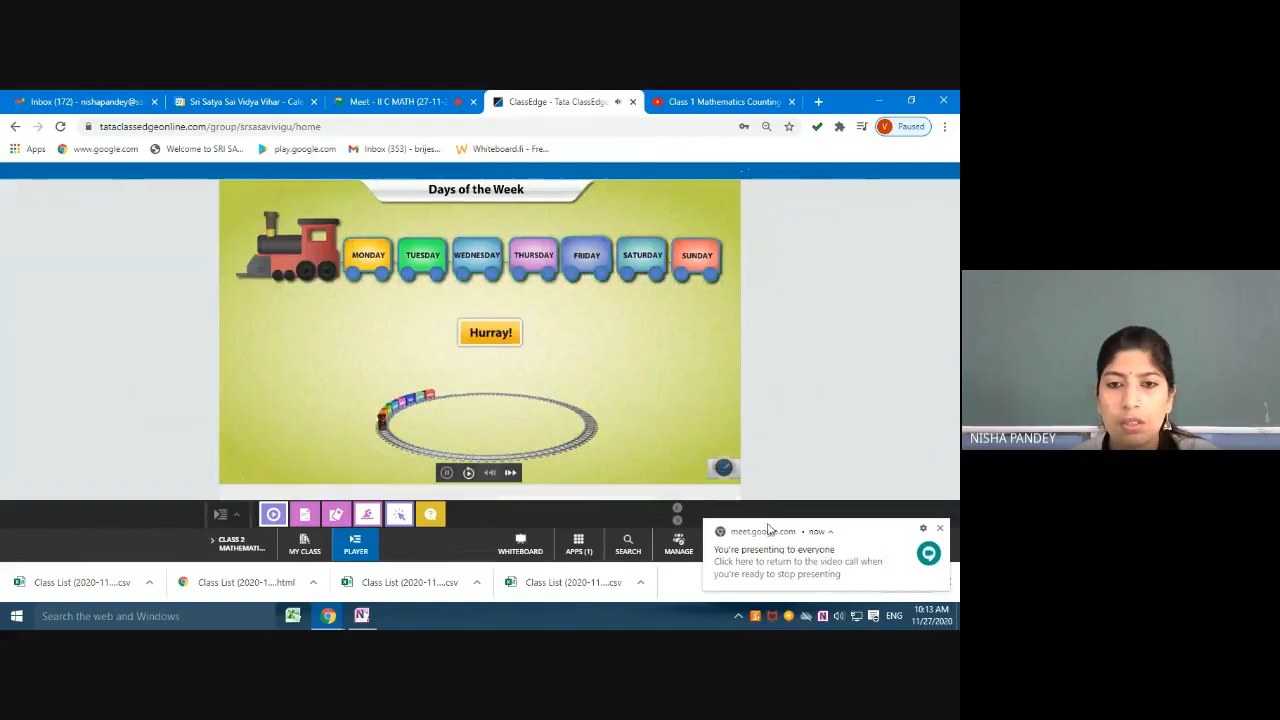 Inbox (172) - nishapandey@s
Sri Satya Sai Vidya Vihar - Cale
Meet - II C MATH (27-11-2
ClassEdge - Tata ClassEdge
Class 1 Mathematics Counting
tataclassedgeonline.com/group/srsasavivigu/home
V Paused
Apps
www.google.com
Welcome to SRI SA...
play.google.com
Inbox (353) - brijes...
Whiteboard.fi - Fre...
Days of the Week
MONDAY TUESDAY WEDNESDAY THURSDAY FRIDAY SATURDAY SUNDAY
Hurray!
NISHA PANDEY
CLASS 2
MATHEMATI...
MY CLASS
PLAYER
WHITEBOARD
APPS (1)
SEARCH
MANAGE
meet.google.com • now
You're presenting to everyone
Click here to return to the video call when
you're ready to stop presenting
Class List (2020-11....csv
Class List (2020-1....html
Class List (2020-11....csv
Class List (2020-11....csv
Search the web and Windows
ENG
10:13 AM
11/27/2020